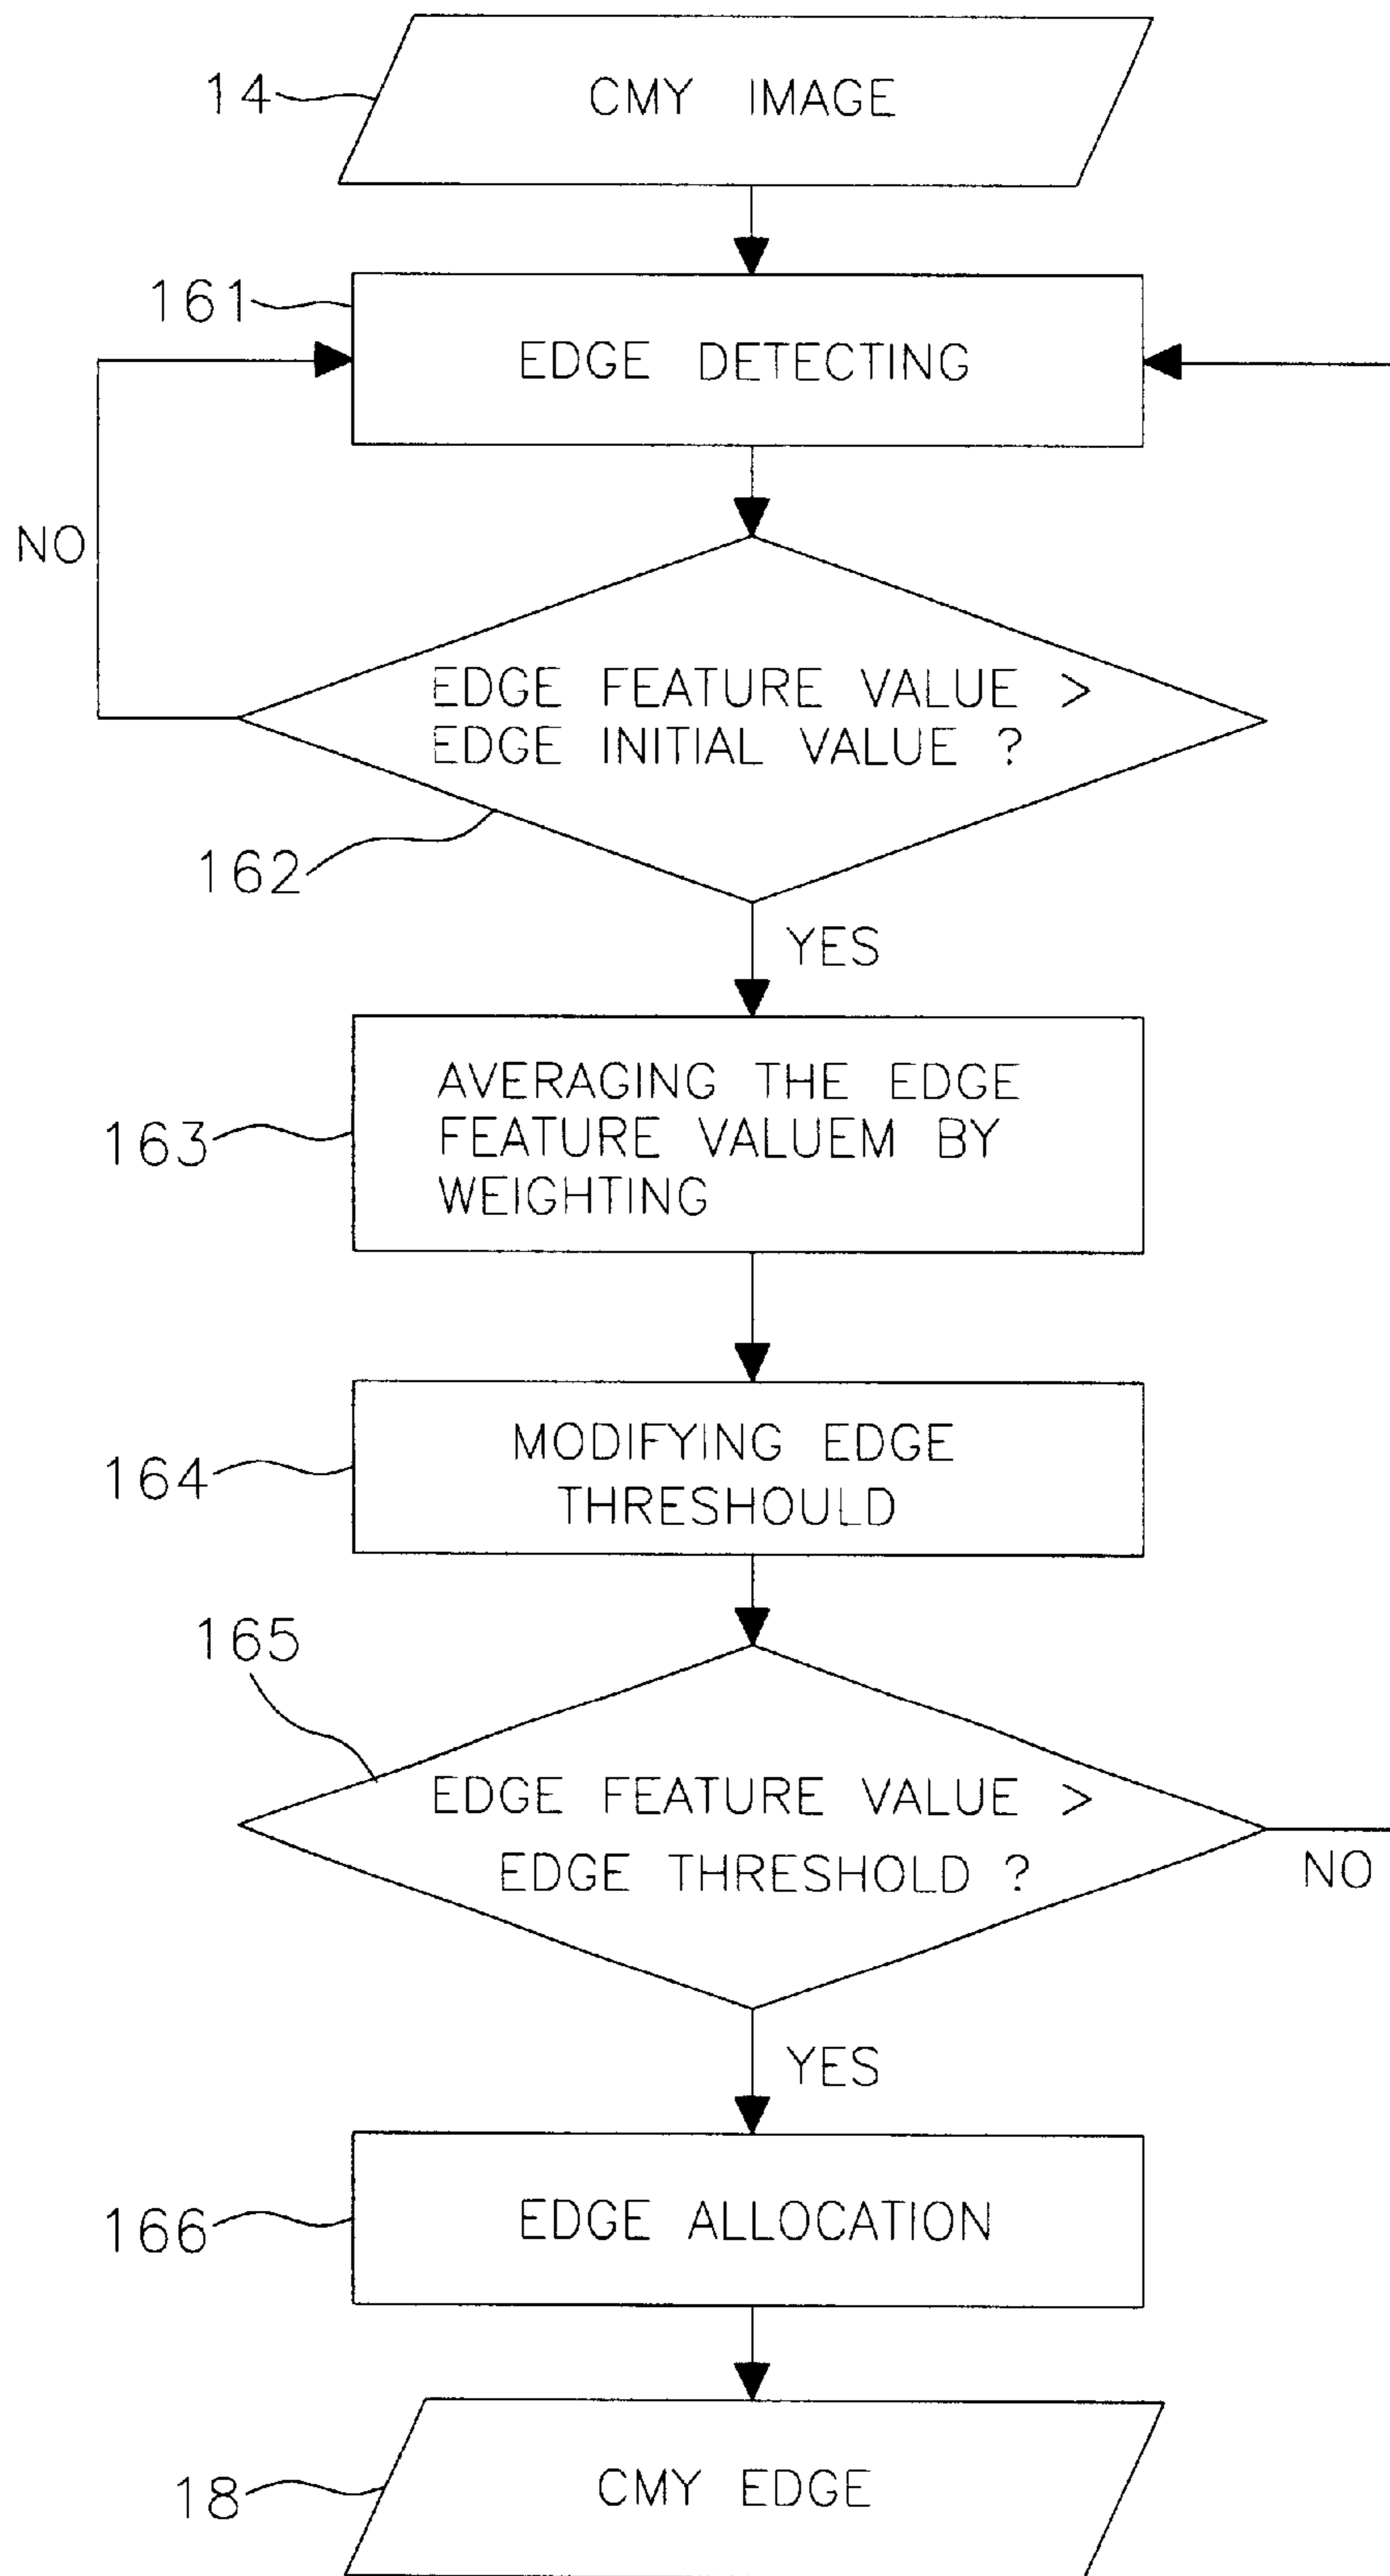 14
CMY IMAGE
161
EDGE DETECTING
NO
EDGE FEATURE VALUE >
EDGE INITIAL VALUE ?
162
YES
163
AVERAGING THE EDGE
FEATURE VALUEM BY
WEIGHTING
164
MODIFYING EDGE
THRESHOULD
165
EDGE FEATURE VALUE >
EDGE THRESHOLD ?
NO
YES
166
EDGE ALLOCATION
18
CMY EDGE